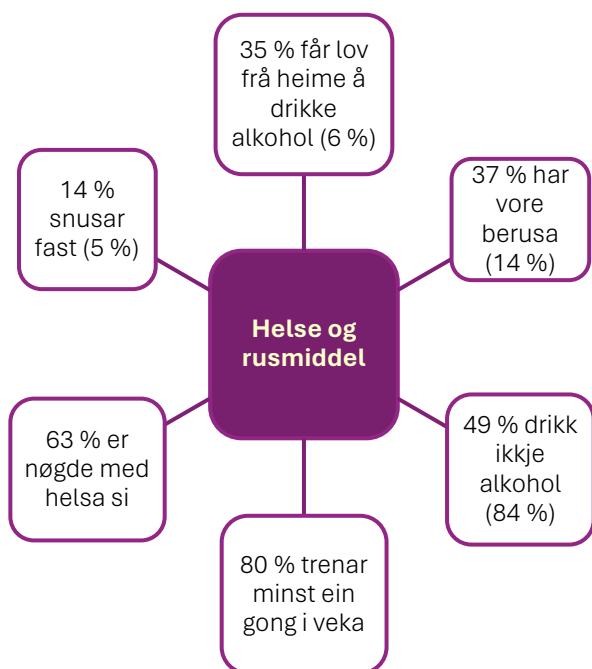 35 % får lov
frå heime å
drikke
alkohol (6 %)
14 %
snusar
fast (5 %)
37 % har
vore
berusa
(14 %)
Helse og
rusmiddel
63 % er
nøgde med
helsa si
49 % drikk
ikkje
alkohol
(84 %)
80 % trenar
minst ein
gong i veka